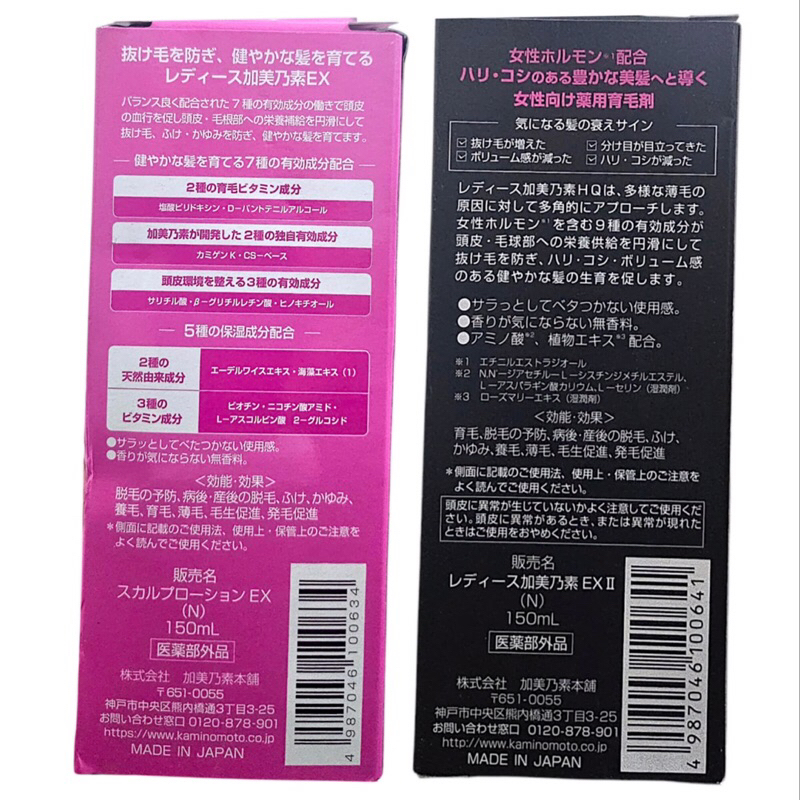 抜け毛を防ぎ、健やかな髪を育てる
レディース加美乃素EX
バランス良く配合された7種の有効成分の働きで頭皮
の血行を促し頭皮・毛根部への栄養補給を円滑にして
抜け毛、ふけ・かゆみを防ぎ、健やかな髪を育てます。
健やかな髪を育てる7種の有効成分配合
2種の育毛ビタミン成分
塩酸ピリドキシン・D-パントテニルアルコール
加美乃素が開発した2種の独自有効成分
カミゲンK・CS-ベース
頭皮環境を整える3種の有効成分
サリチル酸・β-グリチルレチン酸・ヒノキチオール
5種の保湿成分配合
2種の
天然由来成分
エーデルワイスエキス・海藻エキス(1)
3種の
ビタミン成分
ビオチン・ニコチン酸アミド・
L-アスコルビン酸 2-グルコシド
●サラッとしてべたつかない使用感。
●香りが気にならない無香料。
<効能・効果>
脱毛の予防、病後・産後の脱毛、ふけ、かゆみ、
養毛、育毛、薄毛、毛生促進、発毛促進
*側面に記載のご使用法、使用上・保管上のご注意を
よく読んでご使用ください。
販売名
スカルプローション EX
(N)
150mL
医薬部外品
株式会社 加美乃素本舗
〒651-0055
神戸市中央区熊内橋通3丁目3-25
お問い合わせ窓口 0120-878-901
https://www.kaminomoto.co.jp
MADE IN JAPAN
4 987046 100634
女性ホルモン※1配合
ハリ・コシのある豊かな美髪へと導く
女性向け薬用育毛剤
気になる髪の衰えサイン
抜け毛が増えた
分け目が目立ってきた
ボリューム感が減った
ハリ・コシが減った
レディース加美乃素HQは、多様な薄毛の
原因に対して多角的にアプローチします。
女性ホルモン※1を含む9種の有効成分が
頭皮・毛球部への栄養供給を円滑にして
抜け毛を防ぎ、ハリ・コシ・ボリューム感
のある健やかな髪の生育を促します。
●サラっとしてベタつかない使用感。
●香りが気にならない無香料。
●アミノ酸※2、植物エキス※3配合。
※1 エチニルエストラジオール
※2 N,N'-ジアセチル-L-シスチンジメチルエステル、
L-アスパラギン酸カリウム、L-セリン(湿潤剤)
※3 ローズマリーエキス(湿潤剤)
<効能・効果>
育毛、脱毛の予防、病後・産後の脱毛、ふけ、
かゆみ、養毛、薄毛、毛生促進、発毛促進
*側面に記載のご使用法、使用上・保管上のご注意を
よく読んでご使用ください。
頭皮に異常が生じていないかよく注意してご使用くだ
さい。頭皮に異常があるとき、または異常が現れた
ときはご使用をおやめください。
販売名
レディース加美乃素 EXⅡ
(N)
150mL
医薬部外品
株式会社 加美乃素本舗
〒651-0055
神戸市中央区熊内橋通3丁目3-25
お問い合わせ窓口 0120-878-901
http://www.kaminomoto.co.jp
MADE IN JAPAN
4 987046 100641